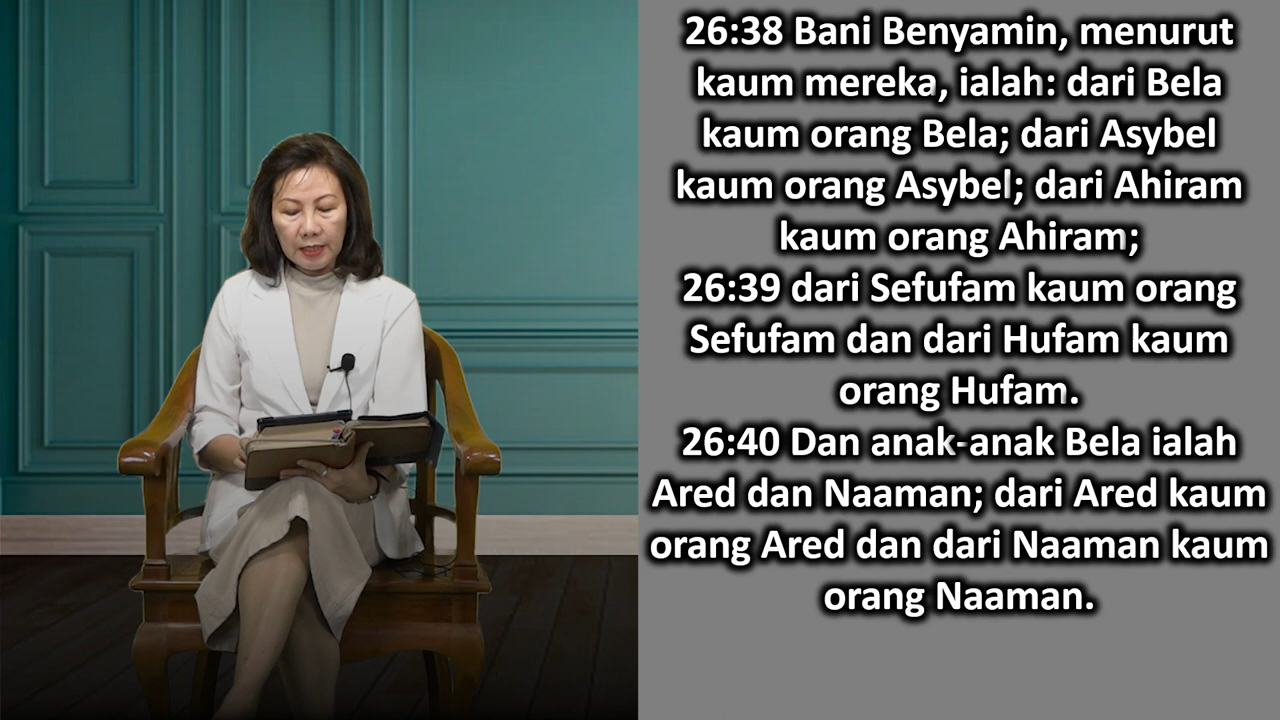 26:38 Bani Benyamin, menurut
kaum mereka, ialah: dari Bela
kaum orang Bela; dari Asybel
kaum orang Asybel; dari Ahiram
kaum orang Ahiram;
26:39 dari Sefufam kaum orang
Sefufam dan dari Hufam kaum
orang Hufam.
26:40 Dan anak-anak Bela ialah
Ared dan Naaman; dari Ared kaum
orang Ared dan dari Naaman kaum
orang Naaman.